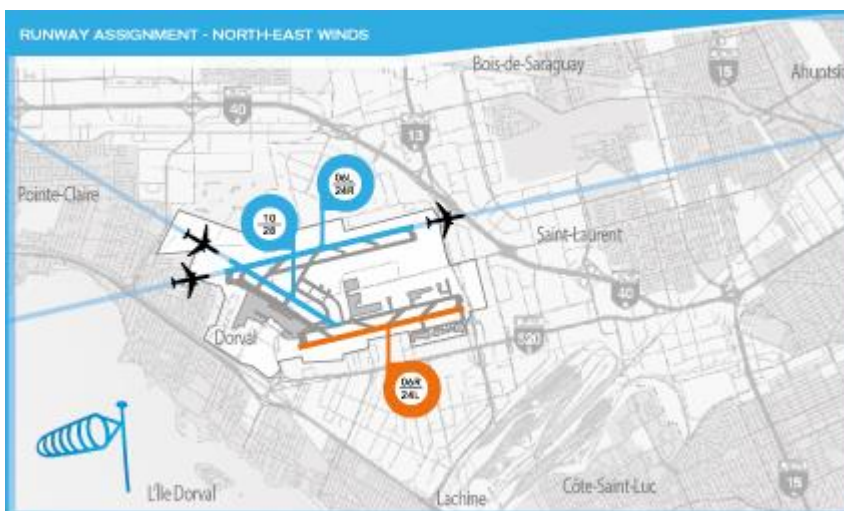 RUNWAY ASSIGNMENT - NORTH-EAST WINDS
Bois-de-Saraguay
15
Ahuntsic
40
13
Pointe-Claire
06L
24R
10
28
Saint-Laurent
40
Dorval
520
06R
24L
L'Île Dorval
Lachine
Côte-Saint-Luc
15